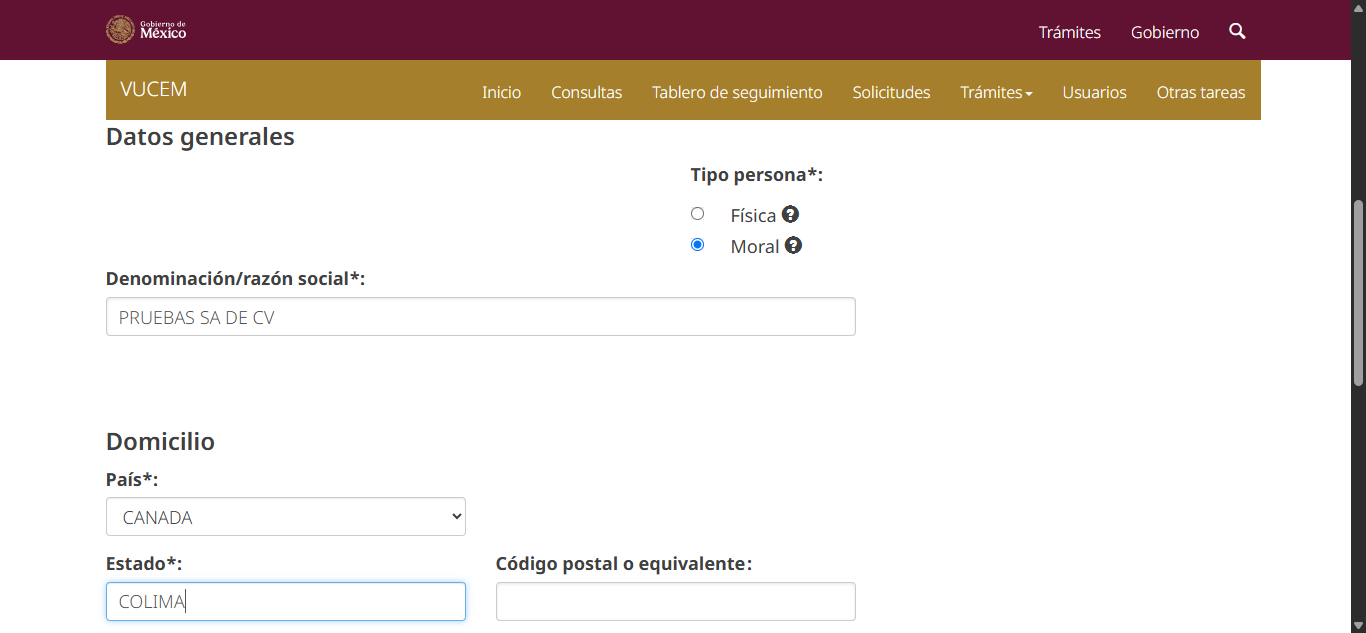 Gobierno de
México
Trámites
Gobierno
VUCEM
Inicio
Consultas
Tablero de seguimiento
Solicitudes
Trámites
Usuarios
Otras tareas
Datos generales
Tipo persona*:
Física
Moral
Denominación/razón social*:
PRUEBAS SA DE CV
Domicilio
País*:
CANADA
Estado*:
Código postal o equivalente:
COLIMA